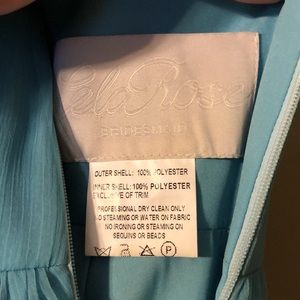 Rose
BRIDESMAID
OUTER SHELL: 100% POLYESTER
INNER SHELL: 100% POLYESTER
EXCLUSIVE OF TRIM
PROFESSIONAL DRY CLEAN ONLY
NO STEAMING OR WATER ON FABRIC
NO IRONING OR STEAMING ON
SEQUINS OR BEADS
P